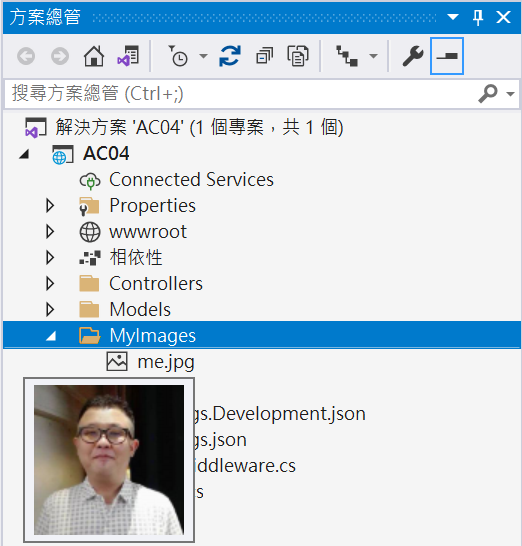 方案總管
搜尋方案總管 (Ctrl+;)
解決方案 'AC04' (1 個專案，共 1 個)
AC04
Connected Services
Properties
wwwroot
相依性
Controllers
Models
MyImages
me.jpg
gs.Development.json
gs.json
iddleware.cs
s